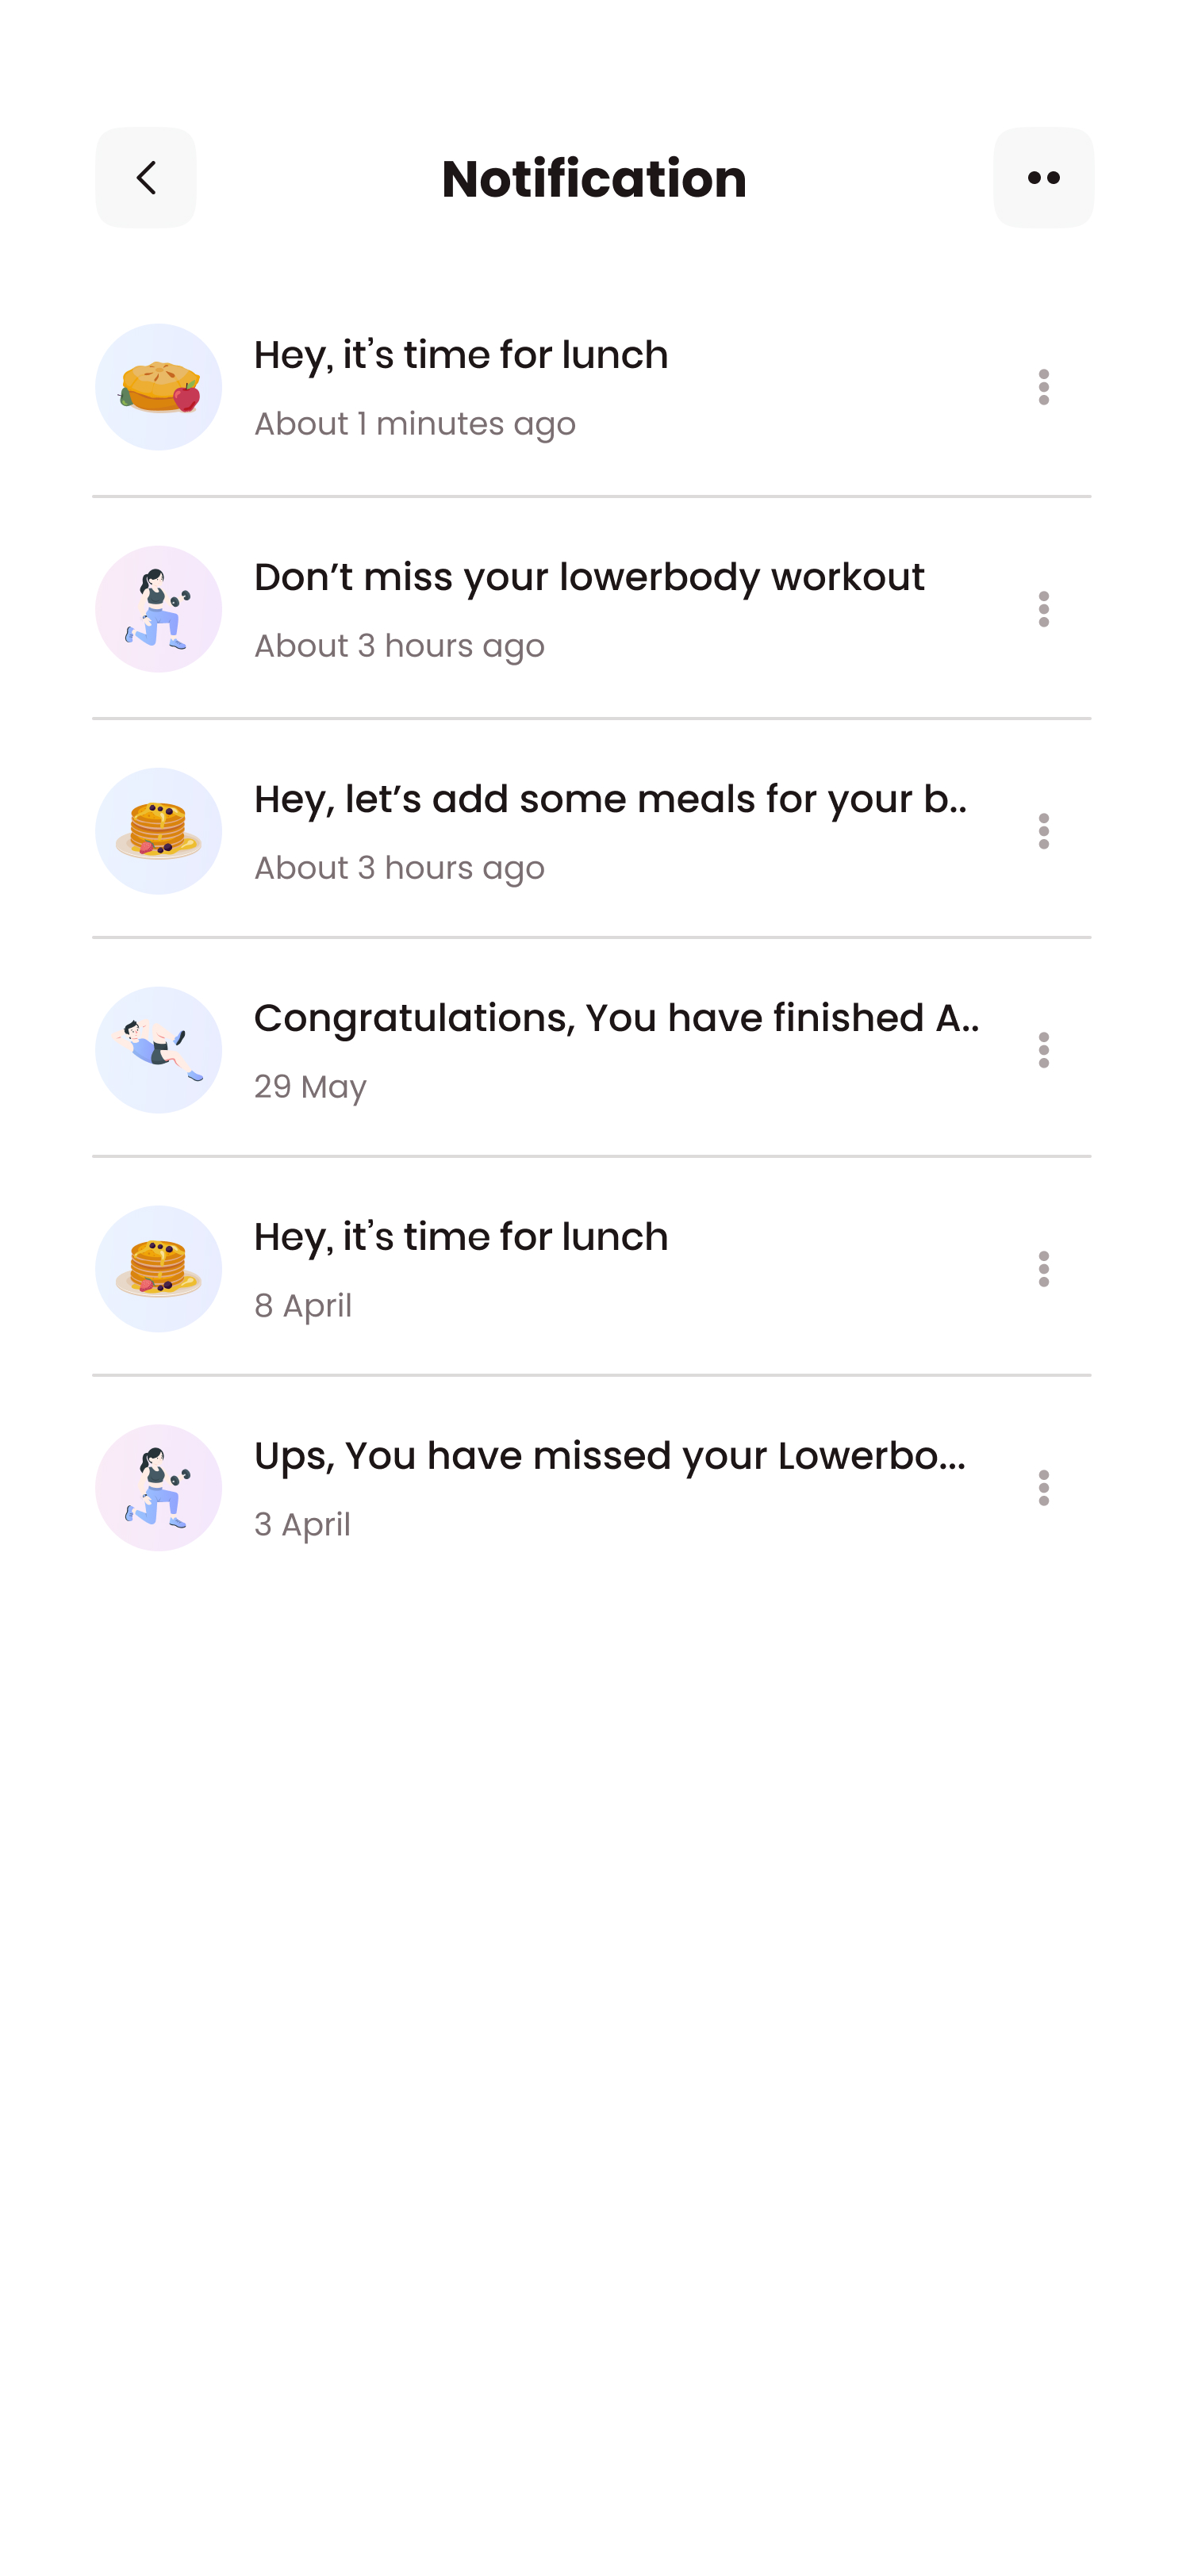 Notification
Hey, it’s time for lunch
About 1 minutes ago
Don’t miss your lowerbody workout
About 3 hours ago
Hey, let’s add some meals for your b..
About 3 hours ago
Congratulations, You have finished A..
29 May
Hey, it’s time for lunch
8 April
Ups, You have missed your Lowerbo...
3 April